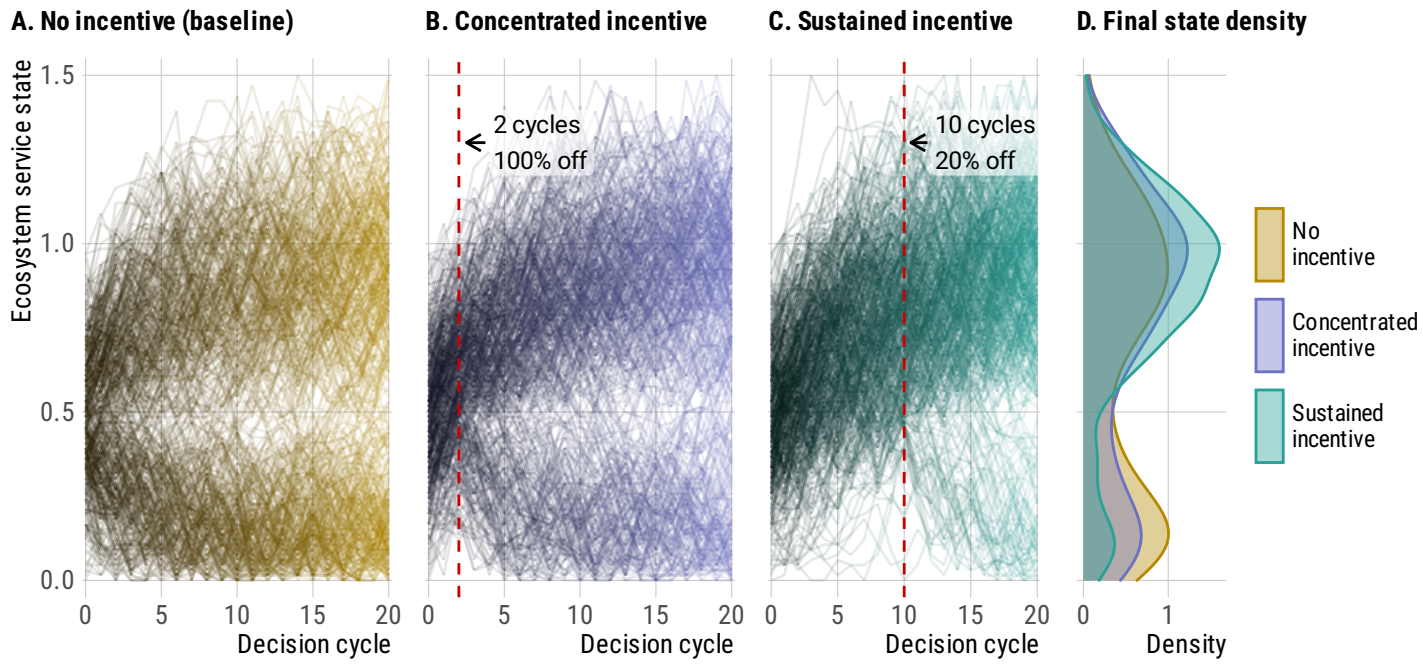 A. No incentive (baseline)
B. Concentrated incentive
C. Sustained incentive
D. Final state density
Ecosystem service state
1.5
1.0
0.5
0.0
2 cycles
100% off
10 cycles
20% off
0 5 10 15 20
0 5 10 15 20
0 5 10 15 20
0 1
Decision cycle
Decision cycle
Decision cycle
Density
No
incentive
Concentrated
incentive
Sustained
incentive